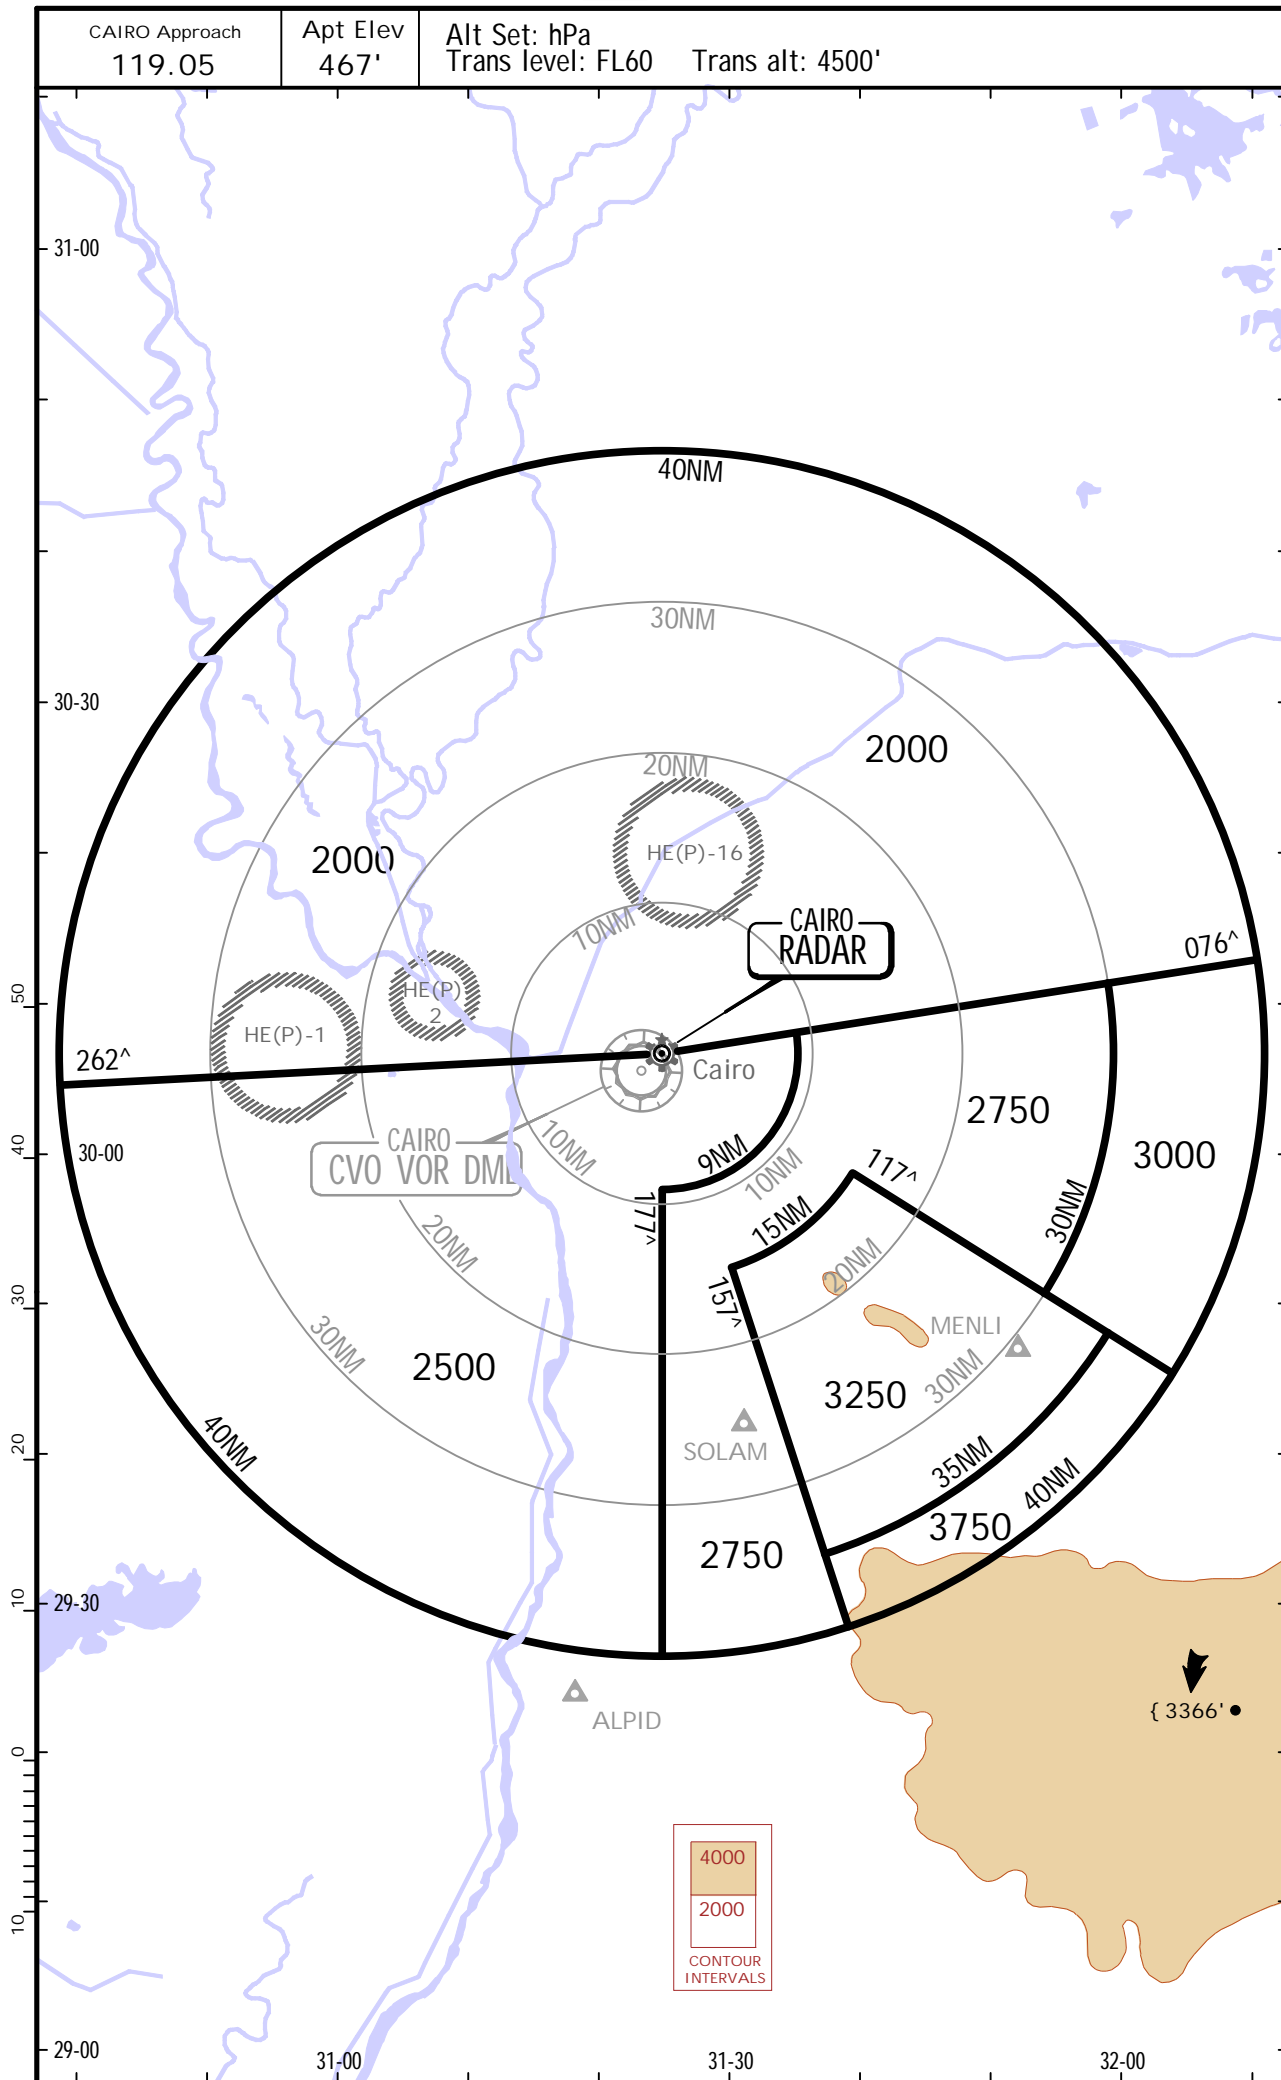 CAIRO Approach
119.05
Apt Elev
467'
Alt Set: hPa
Trans level: FL60 Trans alt: 4500'
31-00
40NM
30NM
30-30
2000
20NM
2000
HE(P)-16
10NM
CAIRO
RADAR
076^
HE(P)
2
HE(P)-1
50
262^
Cairo
2750
3000
CAIRO
CVO VOR DME
10NM
9NM
10NM
117^
40
30-00
177^
15NM
30NM
20NM
20NM
157^
30
30NM
MENLI
2500
3250
30NM
SOLAM
40NM
20
35NM
40NM
3750
2750
10
29-30
{ 3366'
ALPID
0
4000
2000
CONTOUR
INTERVALS
10
29-00
31-00
31-30
32-00